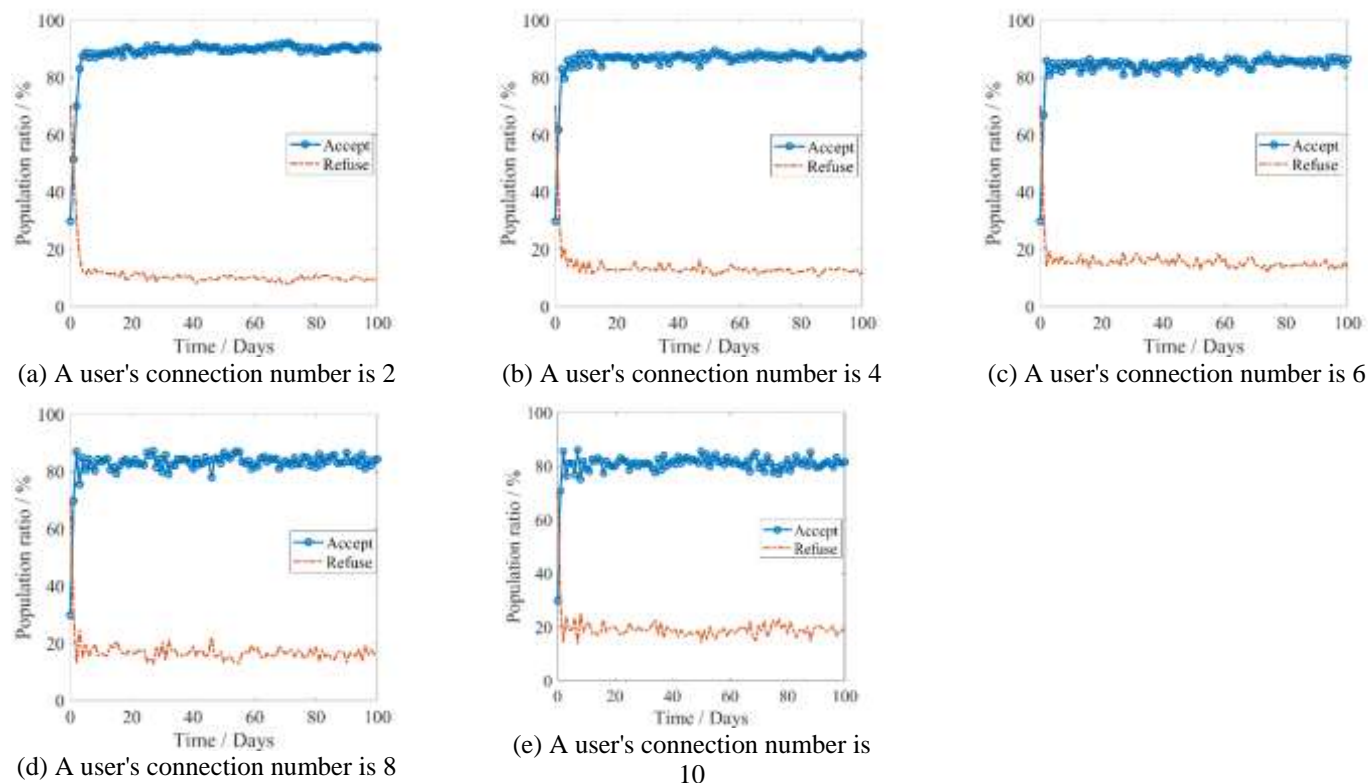 100
80
60
40
20
0
Population ratio / %
Accept
Refuse
0 20 40 60 80 100
Time / Days
(a) A user's connection number is 2
100
80
60
40
20
0
Population ratio / %
Accept
Refuse
0 20 40 60 80 100
Time / Days
(b) A user's connection number is 4
100
80
60
40
20
0
Population ratio / %
Accept
Refuse
0 20 40 60 80 100
Time / Days
(c) A user's connection number is 6
100
80
60
40
20
0
Population ratio / %
Accept
Refuse
0 20 40 60 80 100
Time / Days
(d) A user's connection number is 8
100
80
60
40
20
0
Population ratio / %
Accept
Refuse
0 20 40 60 80 100
Time / Days
(e) A user's connection number is
10